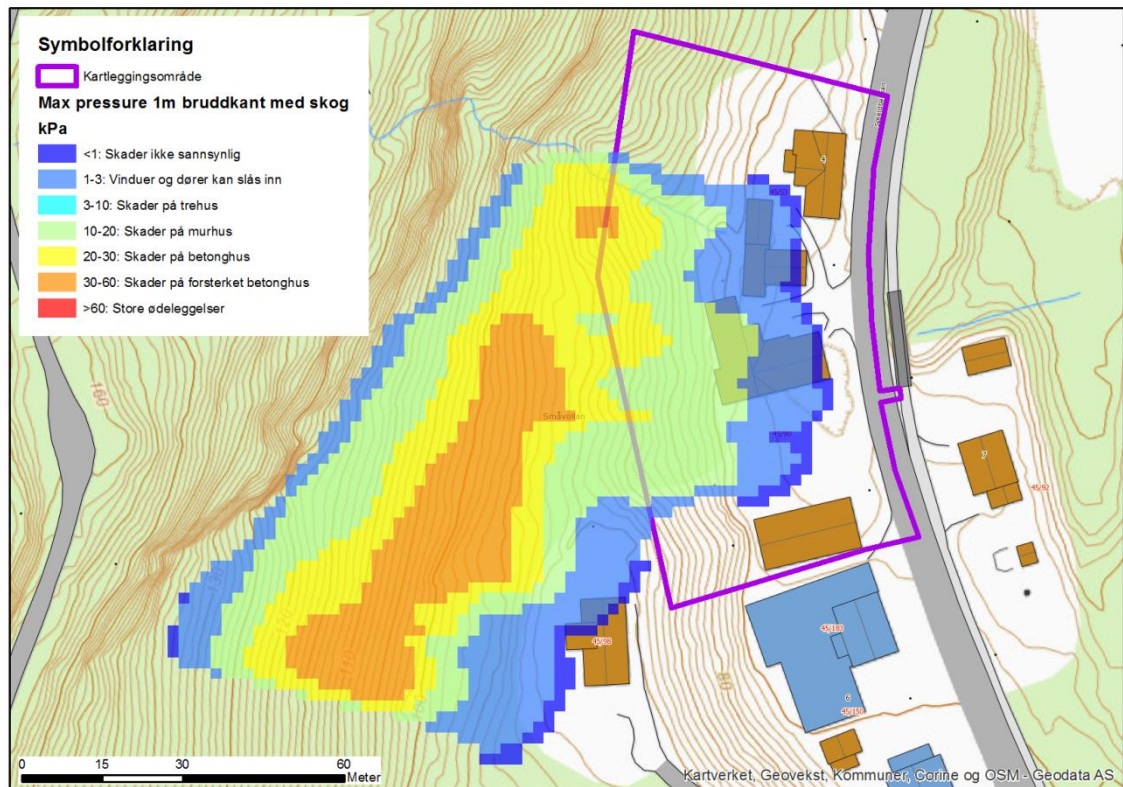 Symbolforklaring
Kartleggingsområde
Max pressure 1m bruddkant med skog
kPa
<1: Skader ikke sannsynlig
1-3: Vinduer og dører kan slås inn
3-10: Skader på trehus
10-20: Skader på murhus
20-30: Skader på betonghus
30-60: Skader på forsterket betonghus
>60: Store ødeleggelser
4
160
Småvollan
7
45/92
130
120
110
45/98
45/183
80
6
45/150
0 15 30 60
Meter
Kartverket, Geovekst, Kommuner, Corine og OSM - Geodata AS